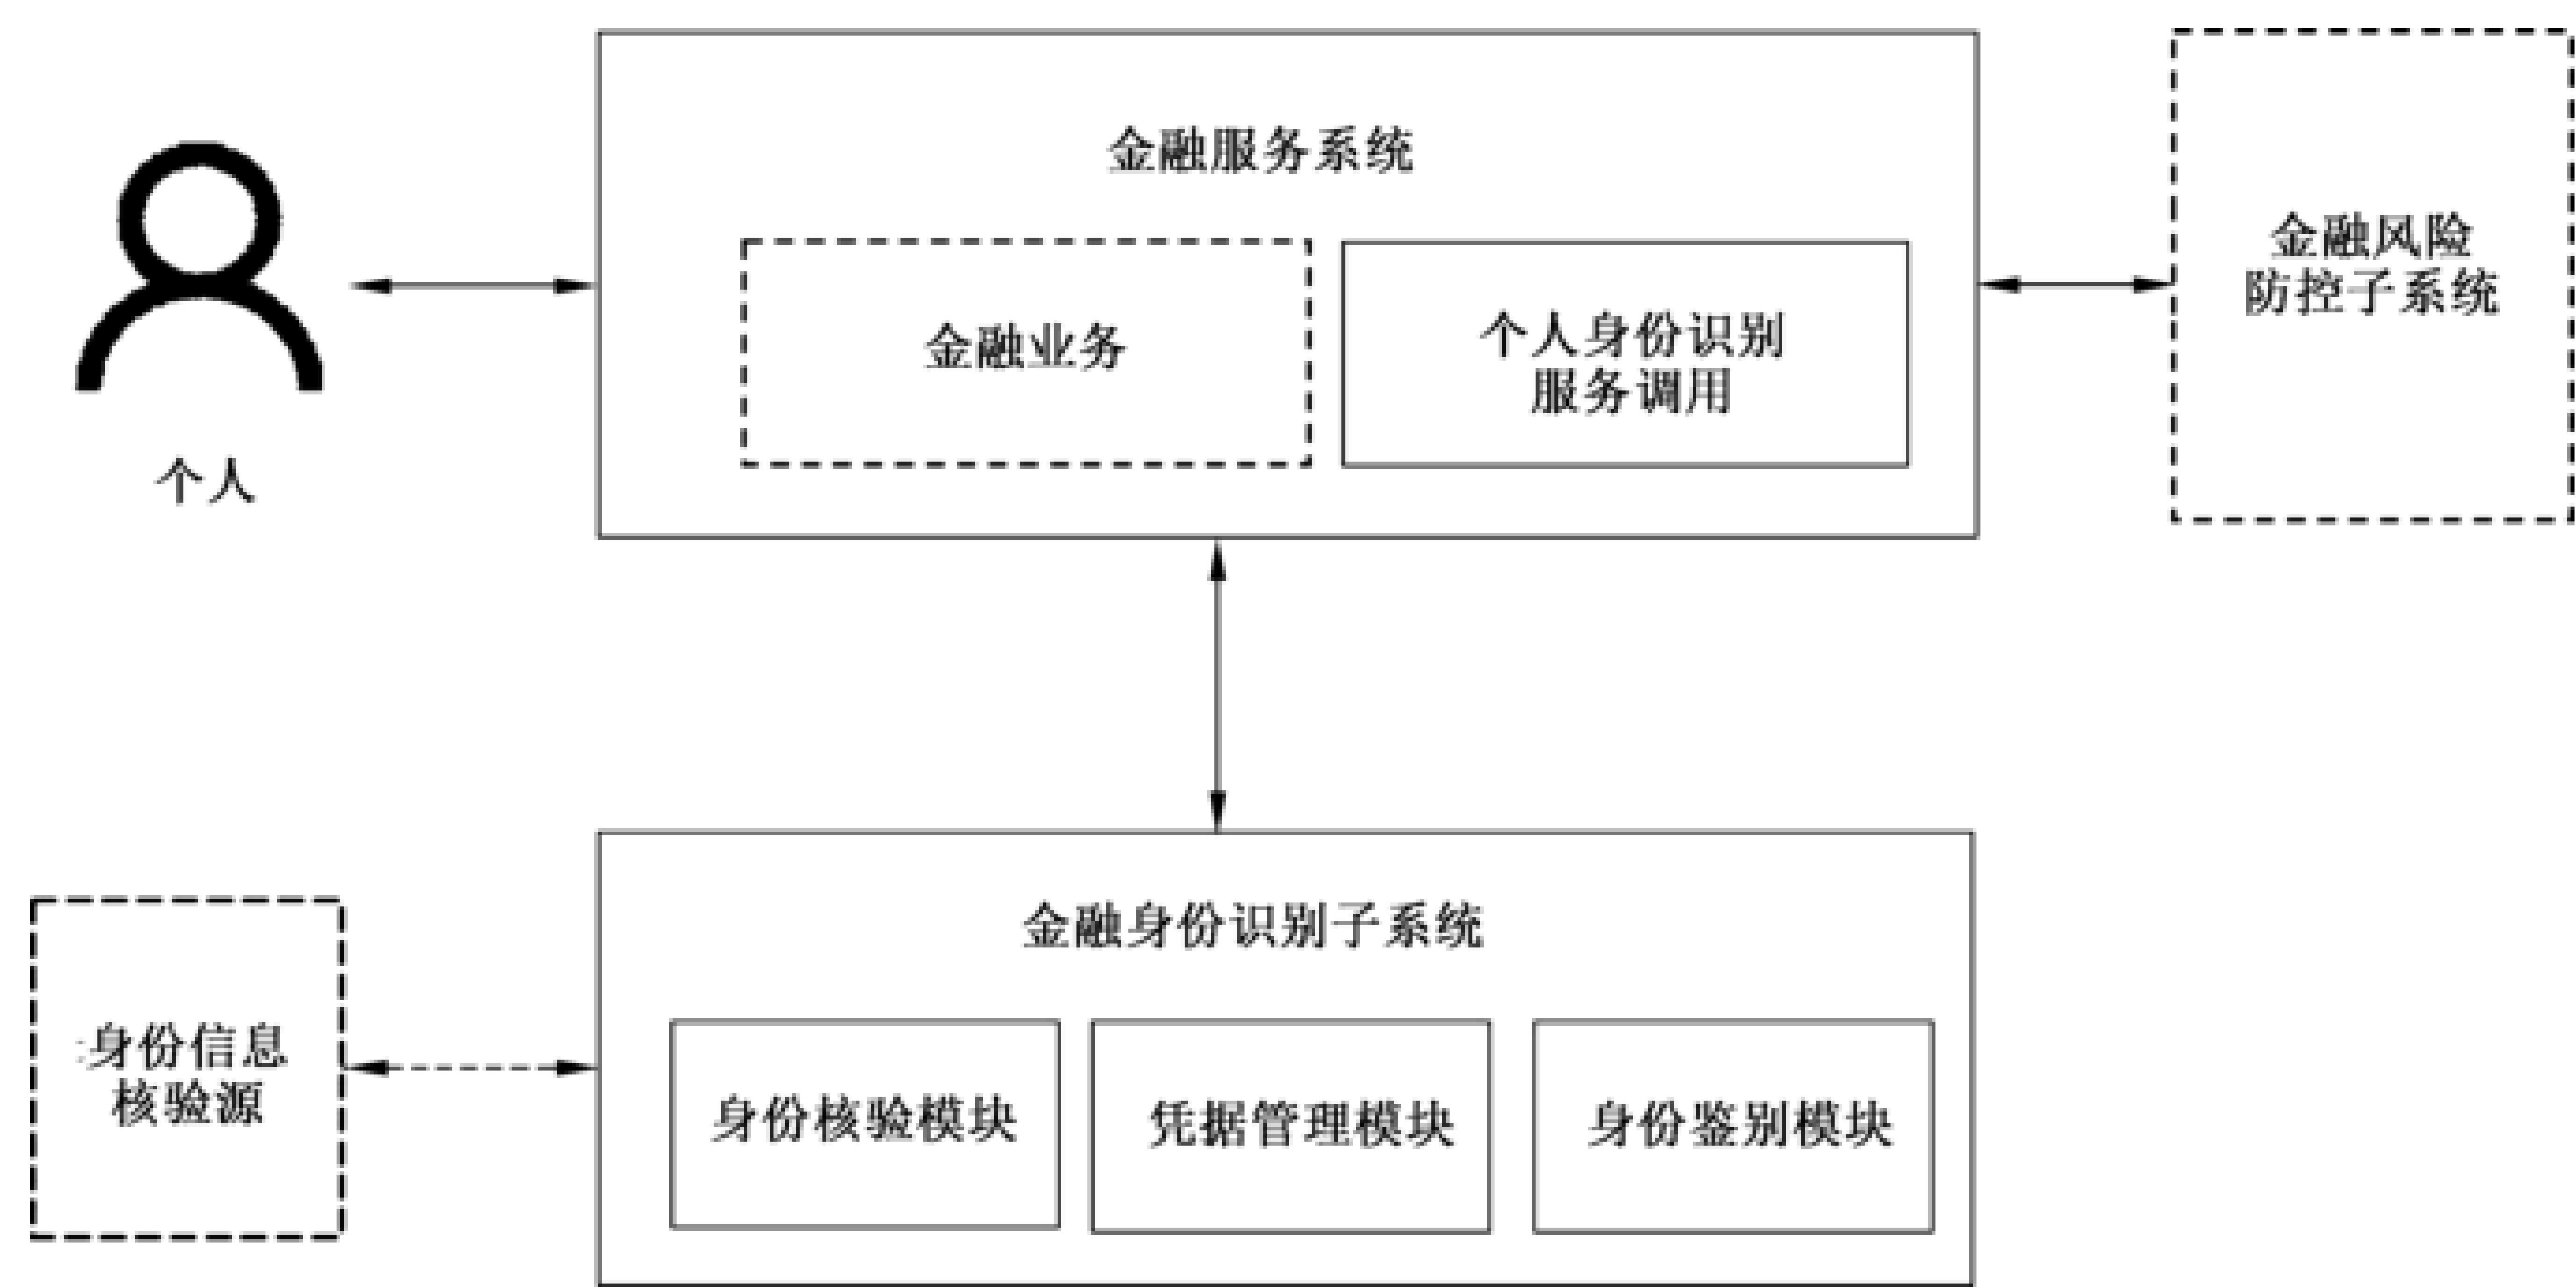 金融服务系统
金融风险
防控子系统
金融业务
个人身份识别
服务调用
个人
金融身份识别子系统
身份信息
核验源
身份核验模块
凭据管理模块
身份鉴别模块